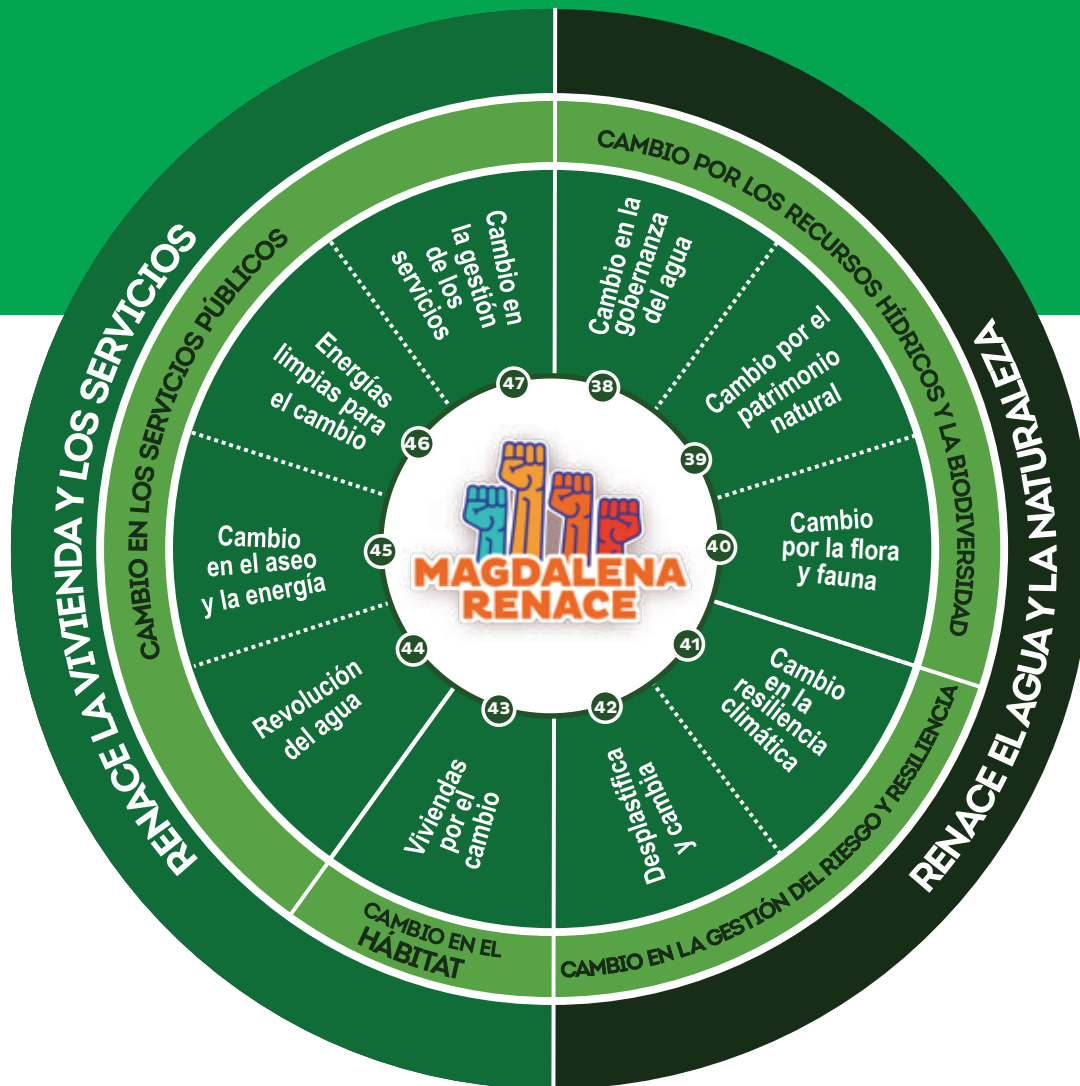 RENACE EL AGUA Y LA NATURALEZA
CAMBIO POR LOS RECURSOS HÍDRICOS Y LA BIODIVERSIDAD
Cambio en la
gobernanza
del agua
38
Cambio por el
patrimonio
natural
39
Cambio
por la flora
y fauna
40
CAMBIO EN LA GESTIÓN DEL RIESGO Y RESILIENCIA
Cambio
en la
resiliencia
climática
41
Desplastifica
y cambia
42
RENACE LA VIVIENDA Y LOS SERVICIOS
CAMBIO EN EL
HÁBITAT
Viviendas
por el
cambio
43
CAMBIO EN LOS SERVICIOS PÚBLICOS
Revolución
del agua
44
Cambio
en el aseo
y la energía
45
Energías
limpias para
el cambio
46
Cambio en
la gestión
de los
servicios
47
MAGDALENA
RENACE